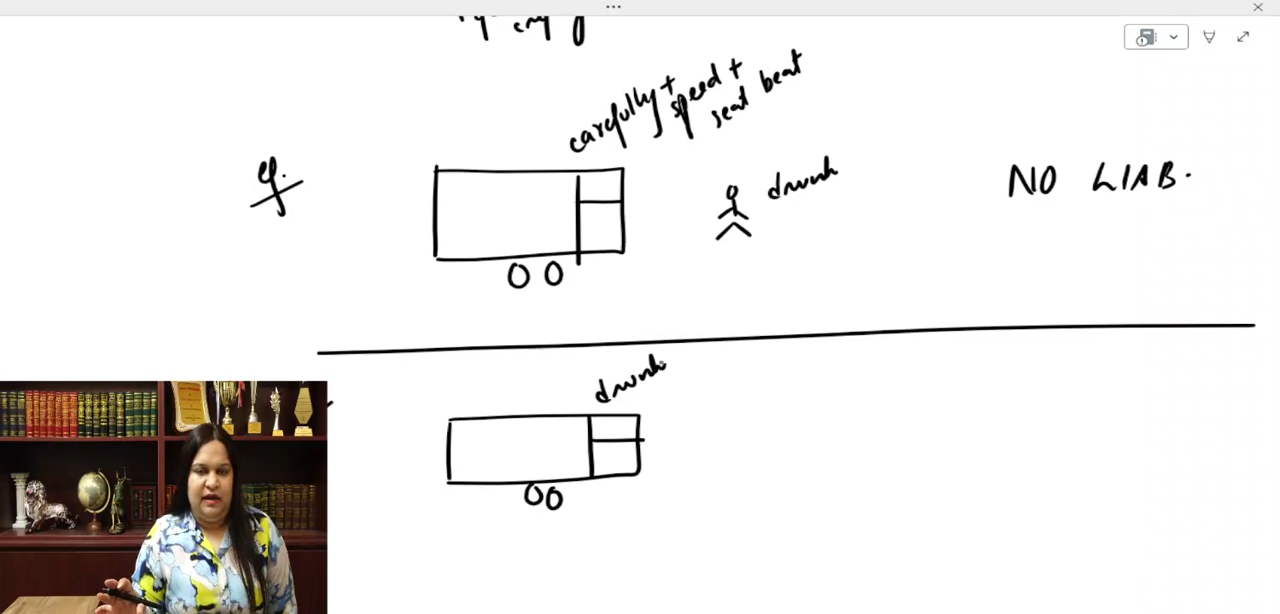 carefully + speed +
seat beat
eg.
drunk
NO LIAB.
drunk